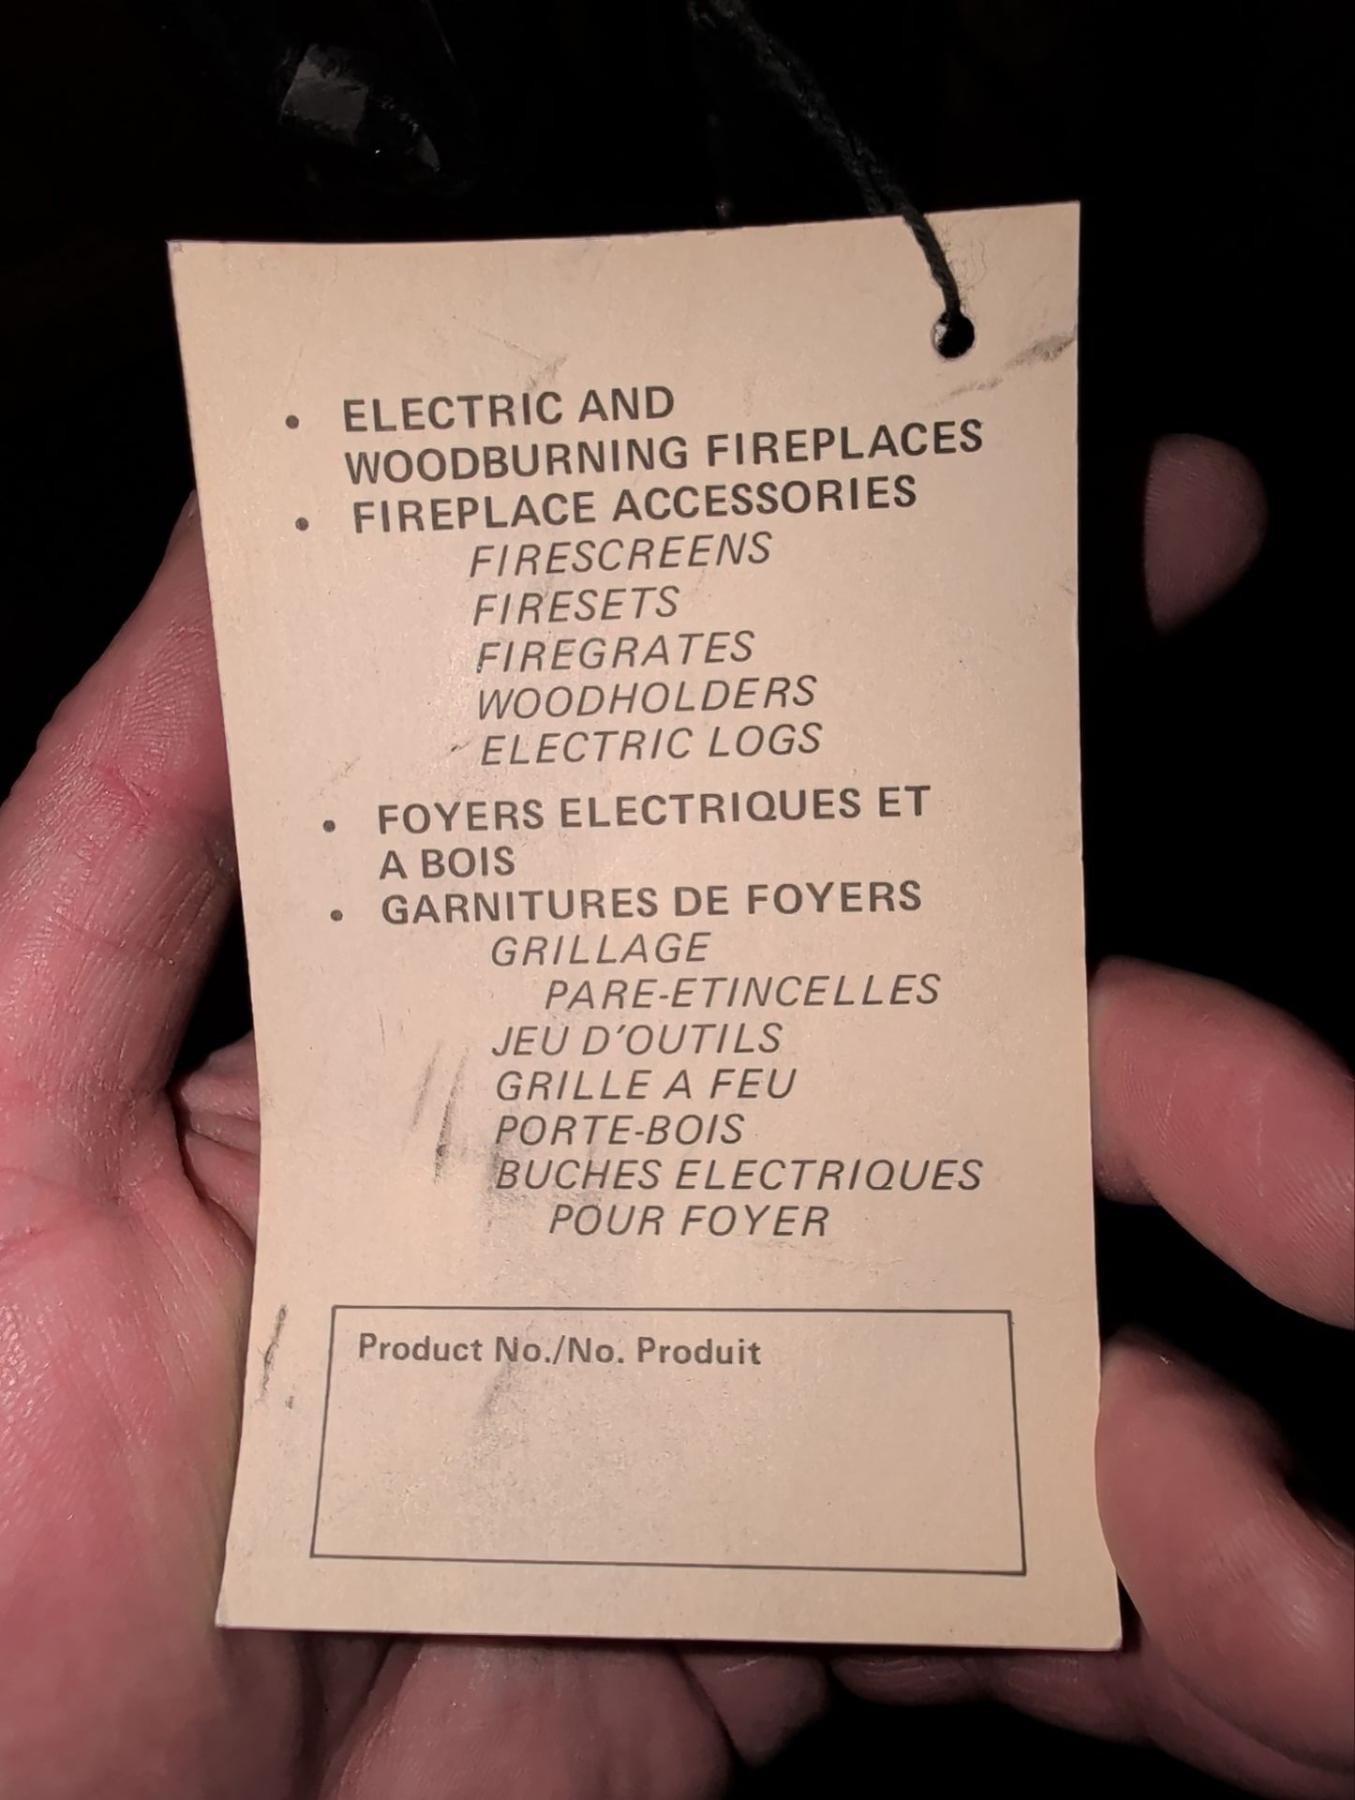 • ELECTRIC AND
WOODBURNING FIREPLACES
• FIREPLACE ACCESSORIES
FIRESCREENS
FIRESETS
FIREGRATES
WOODHOLDERS
ELECTRIC LOGS
• FOYERS ELECTRIQUES ET
A BOIS
• GARNITURES DE FOYERS
GRILLAGE
PARE-ETINCELLES
JEU D'OUTILS
GRILLE A FEU
PORTE-BOIS
BUCHES ELECTRIQUES
POUR FOYER
Product No./No. Produit